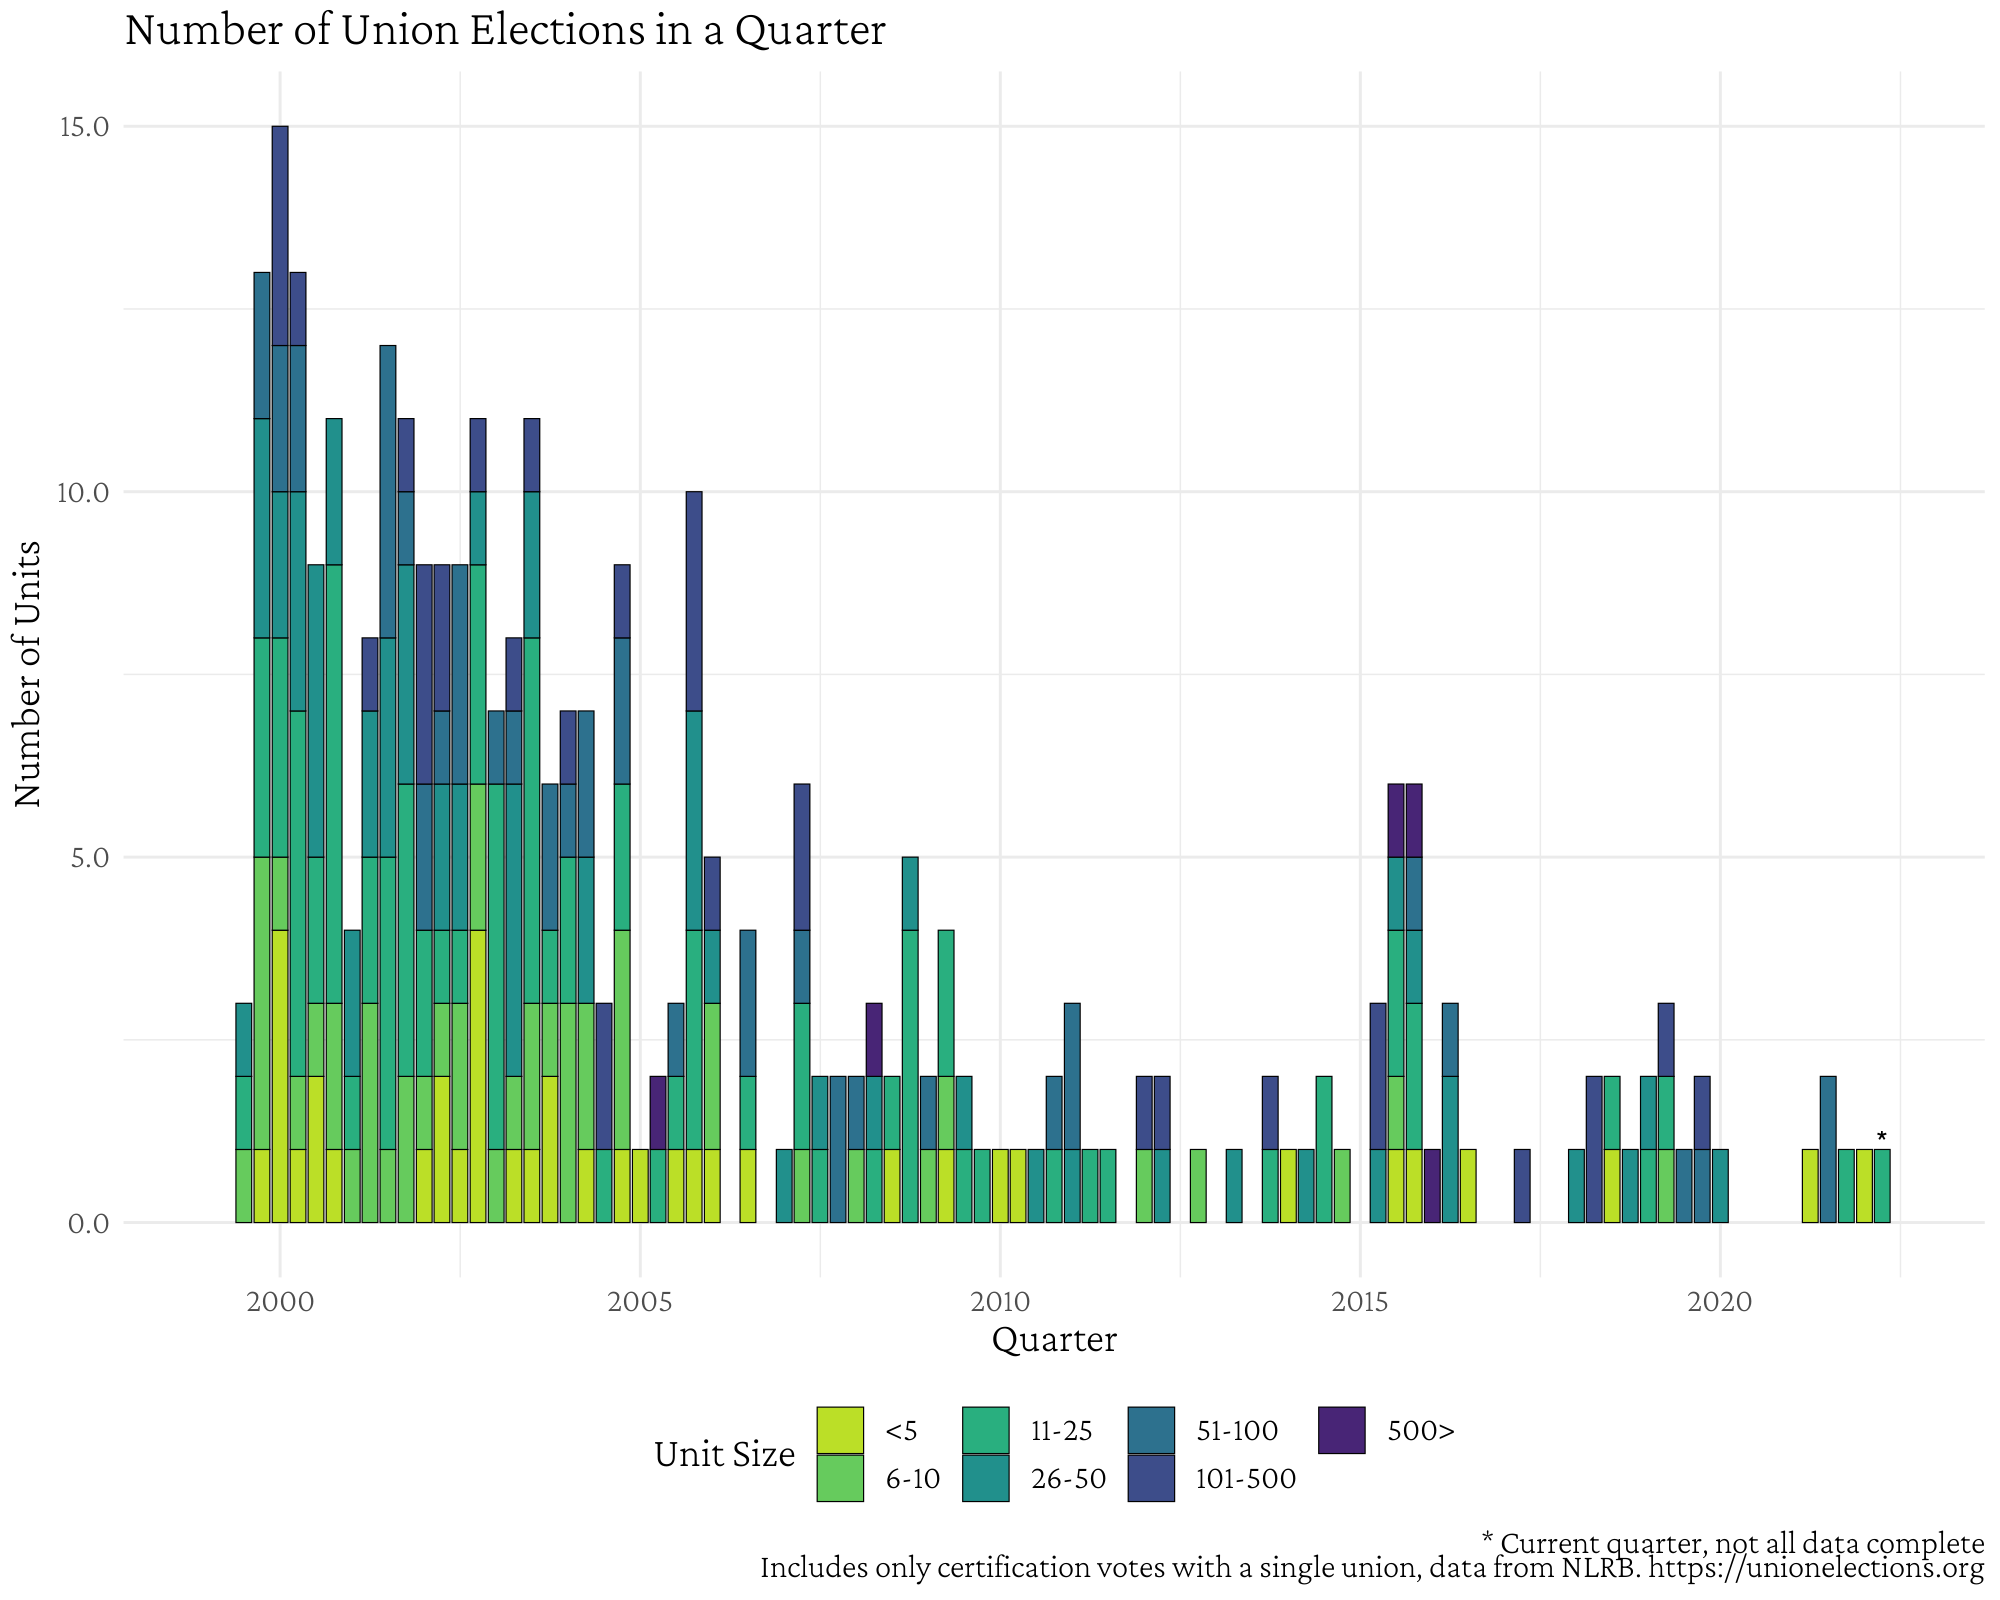 Number of Union Elections in a Quarter
Number of Units
15.0
10.0
5.0
0.0
2000 2005 2010 2015 2020
*
Quarter
Unit Size
<5 11-25 51-100 500>
6-10 26-50 101-500
* Current quarter, not all data complete
Includes only certification votes with a single union, data from NLRB. https://unionelections.org